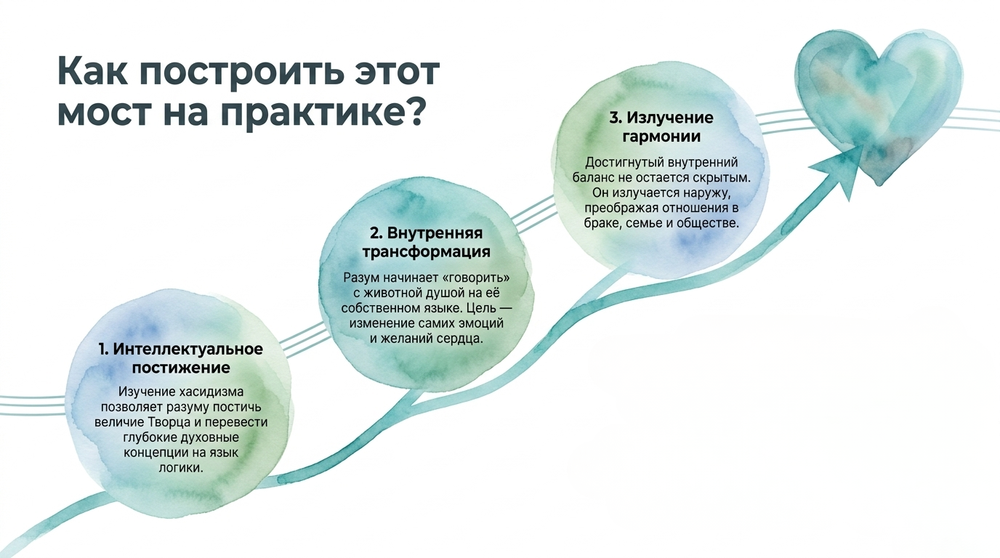 Как построить этот
мост на практике?
1. Интеллектуальное
постижение
Изучение хасидизма
позволяет разуму постичь
величие Творца и перевести
глубокие духовные
концепции на язык
логики.
2. Внутренняя
трансформация
Разум начинает «говорить»
с животной душой на её
собственном языке. Цель —
изменение самих эмоций
и желаний сердца.
3. Излучение
гармонии
Достигнутый внутренний
баланс не остается скрытым.
Он излучается наружу,
преображая отношения в
браке, семье и обществе.